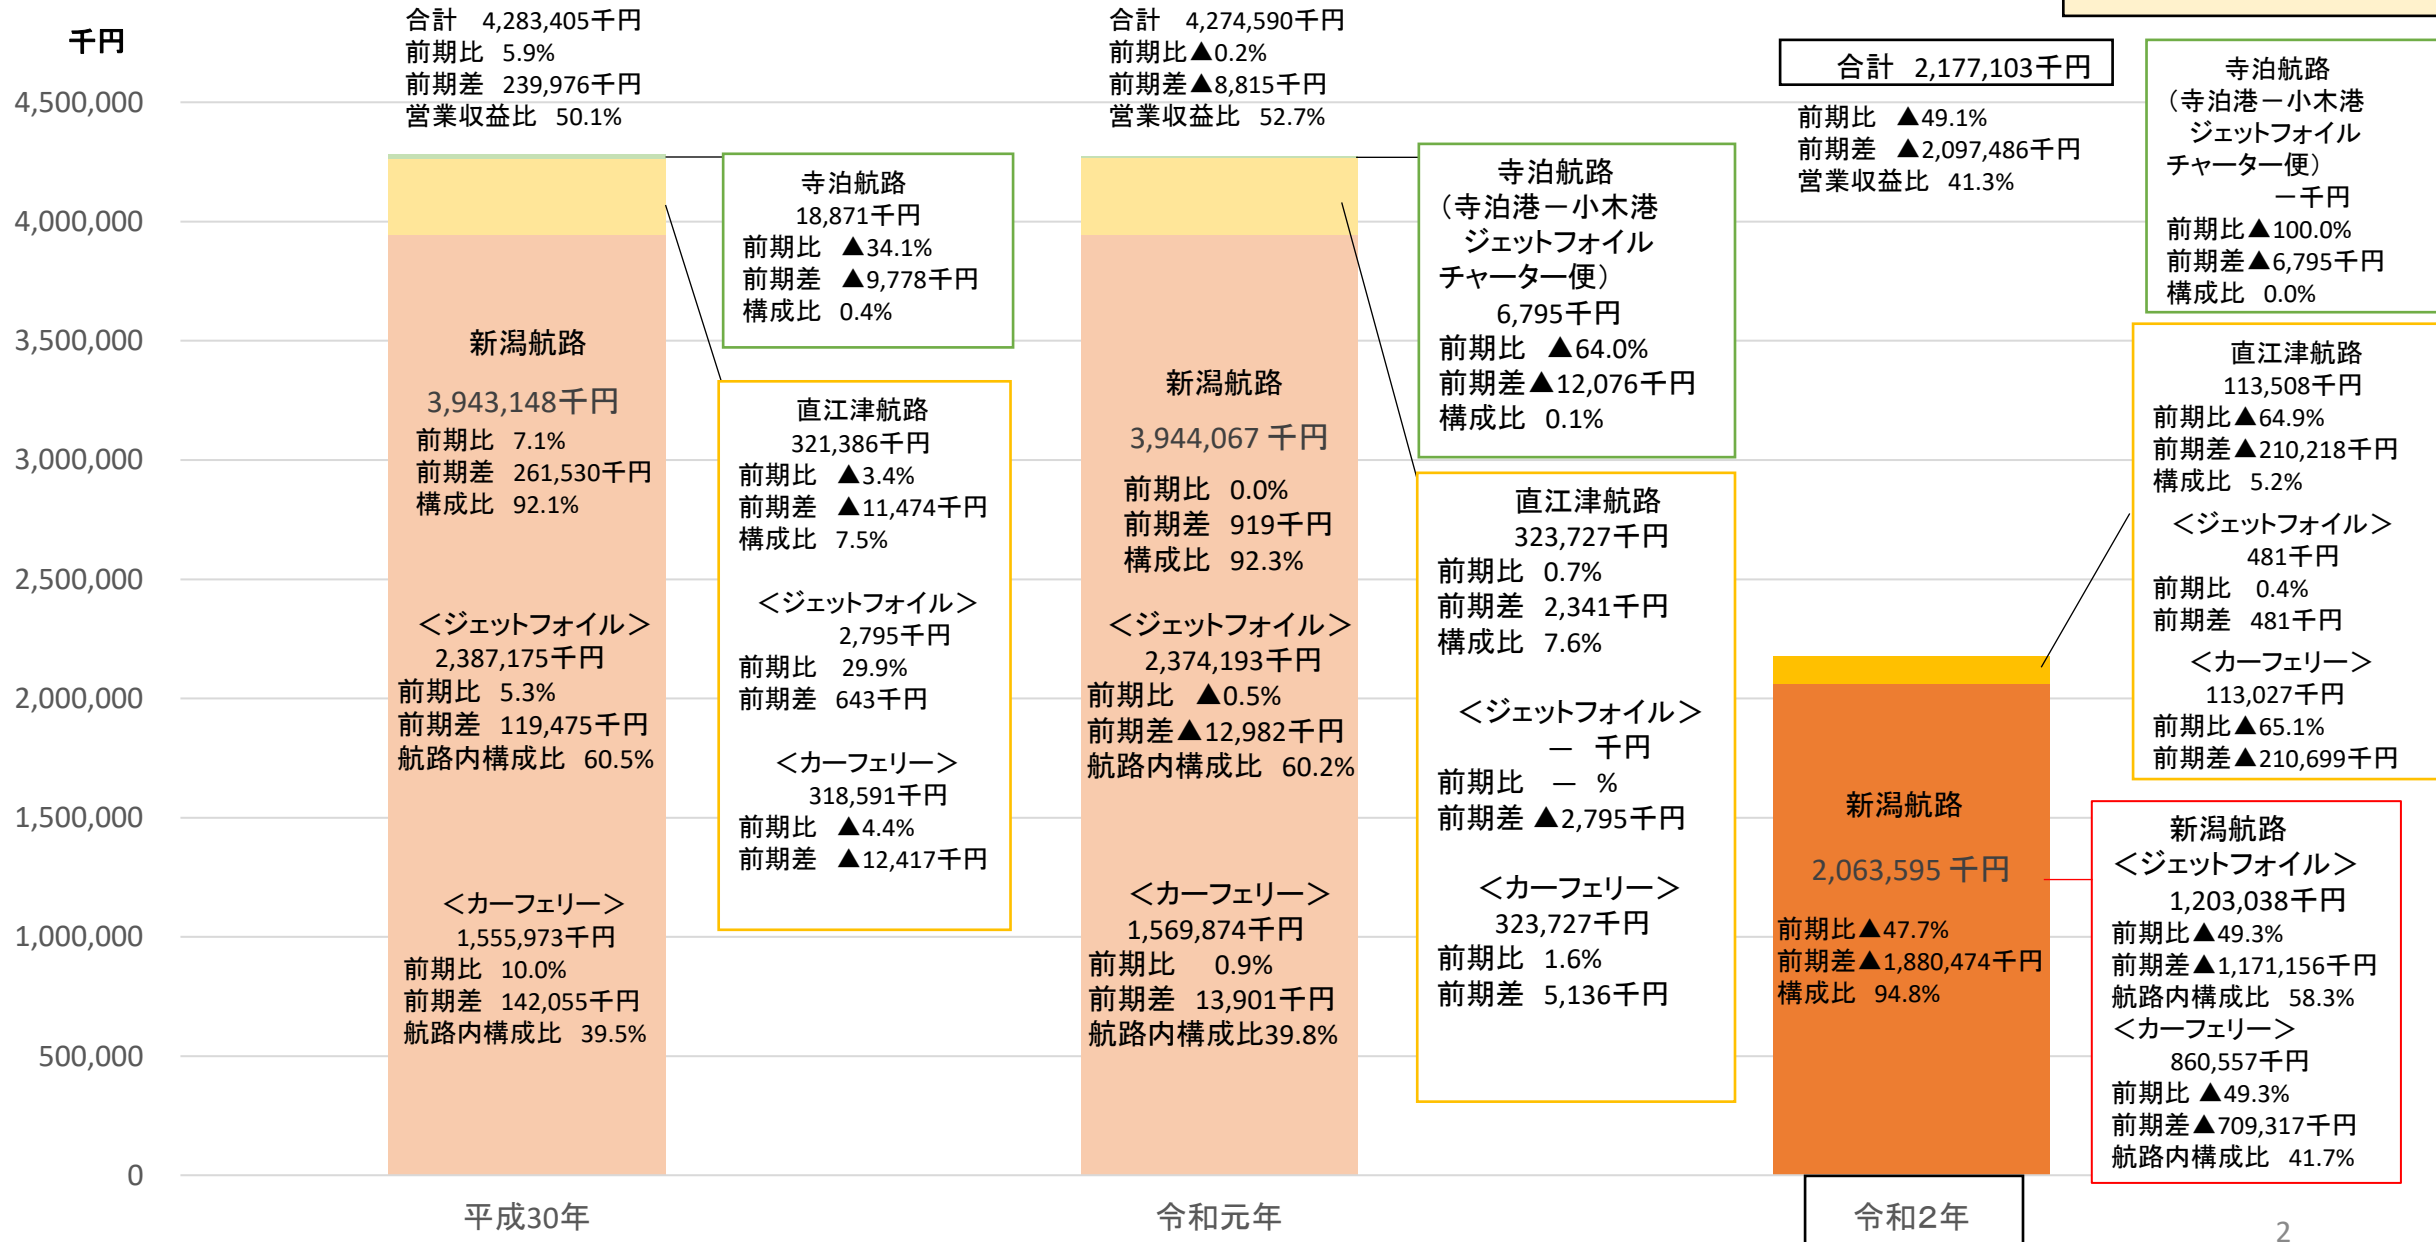 千円
4,500,000
4,000,000
3,500,000
3,000,000
2,500,000
2,000,000
1,500,000
1,000,000
500,000
0
合計 4,283,405千円
前期比 5.9%
前期差 239,976千円
営業収益比 50.1%
新潟航路
3,943,148千円
前期比 7.1%
前期差 261,530千円
構成比 92.1%
＜ジェットフォイル＞
2,387,175千円
前期比 5.3%
前期差 119,475千円
航路内構成比 60.5%
＜カーフェリー＞
1,555,973千円
前期比 10.0%
前期差 142,055千円
航路内構成比 39.5%
平成30年
寺泊航路
18,871千円
前期比 ▲34.1%
前期差 ▲9,778千円
構成比 0.4%
直江津航路
321,386千円
前期比 ▲3.4%
前期差 ▲11,474千円
構成比 7.5%
＜ジェットフォイル＞
2,795千円
前期比 29.9%
前期差 643千円
＜カーフェリー＞
318,591千円
前期比 ▲4.4%
前期差 ▲12,417千円
合計 4,274,590千円
前期比▲0.2%
前期差▲8,815千円
営業収益比 52.7%
新潟航路
3,944,067 千円
前期比 0.0%
前期差 919千円
構成比 92.3%
＜ジェットフォイル＞
2,374,193千円
前期比 ▲0.5%
前期差▲12,982千円
航路内構成比 60.2%
＜カーフェリー＞
1,569,874千円
前期比 0.9%
前期差 13,901千円
航路内構成比39.8%
令和元年
寺泊航路
（寺泊港－小木港
ジェットフォイル
チャーター便）
6,795千円
前期比 ▲64.0%
前期差▲12,076千円
構成比 0.1%
直江津航路
323,727千円
前期比 0.7%
前期差 2,341千円
構成比 7.6%
＜ジェットフォイル＞
－ 千円
前期比 － %
前期差 ▲2,795千円
＜カーフェリー＞
323,727千円
前期比 1.6%
前期差 5,136千円
合計 2,177,103千円
前期比 ▲49.1%
前期差 ▲2,097,486千円
営業収益比 41.3%
新潟航路
2,063,595 千円
前期比▲47.7%
前期差▲1,880,474千円
構成比 94.8%
令和２年
寺泊航路
（寺泊港－小木港
ジェットフォイル
チャーター便）
－千円
前期比▲100.0%
前期差▲6,795千円
構成比 0.0%
直江津航路
113,508千円
前期比▲64.9%
前期差▲210,218千円
構成比 5.2%
＜ジェットフォイル＞
481千円
前期比 0.4%
前期差 481千円
＜カーフェリー＞
113,027千円
前期比▲65.1%
前期差▲210,699千円
新潟航路
＜ジェットフォイル＞
1,203,038千円
前期比▲49.3%
前期差▲1,171,156千円
航路内構成比 58.3%
＜カーフェリー＞
860,557千円
前期比 ▲49.3%
前期差▲709,317千円
航路内構成比 41.7%
2